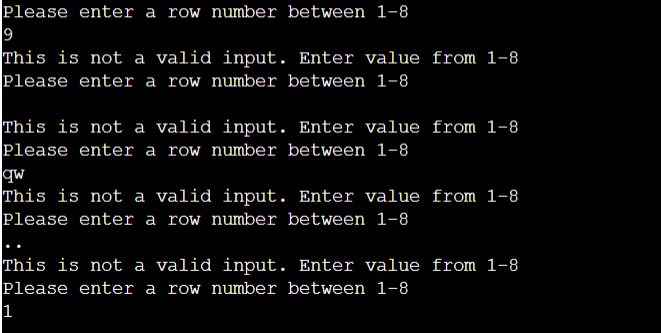 Please enter a row number between 1-8
9
This is not a valid input. Enter value from 1-8
Please enter a row number between 1-8

This is not a valid input. Enter value from 1-8
Please enter a row number between 1-8
qw
This is not a valid input. Enter value from 1-8
Please enter a row number between 1-8
..
This is not a valid input. Enter value from 1-8
Please enter a row number between 1-8
1